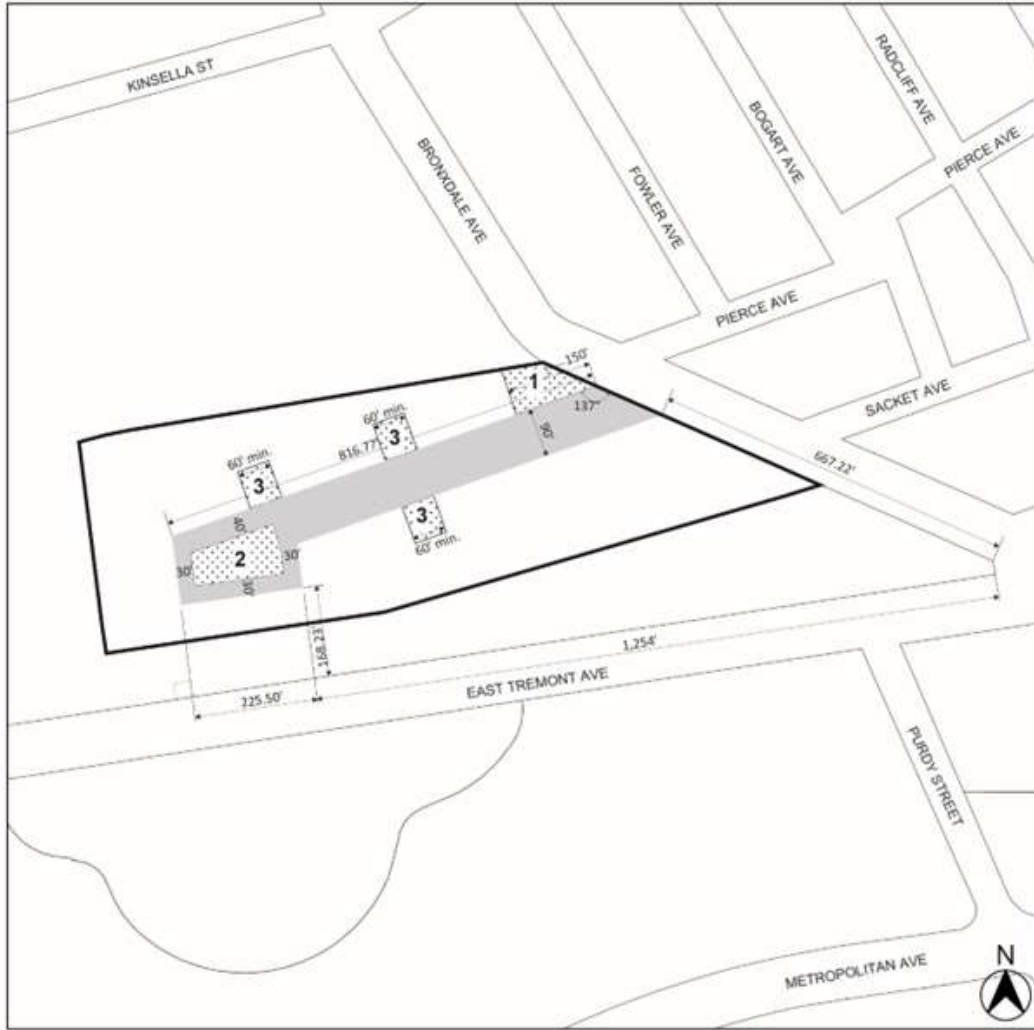 KINSELLA ST
BRONXDALE AVE
FOWLER AVE
BOGART AVE
RADCLIFF AVE
PIERCE AVE
PIERCE AVE
SACKET AVE
150'
1
137'
60' min.
3
816.77'
90'
667.22'
60' min.
3
3
60' min.
40'
2
30'
30'
30'
168.23'
225.50'
1,254'
EAST TREMONT AVE
PURDY STREET
METROPOLITAN AVE
N